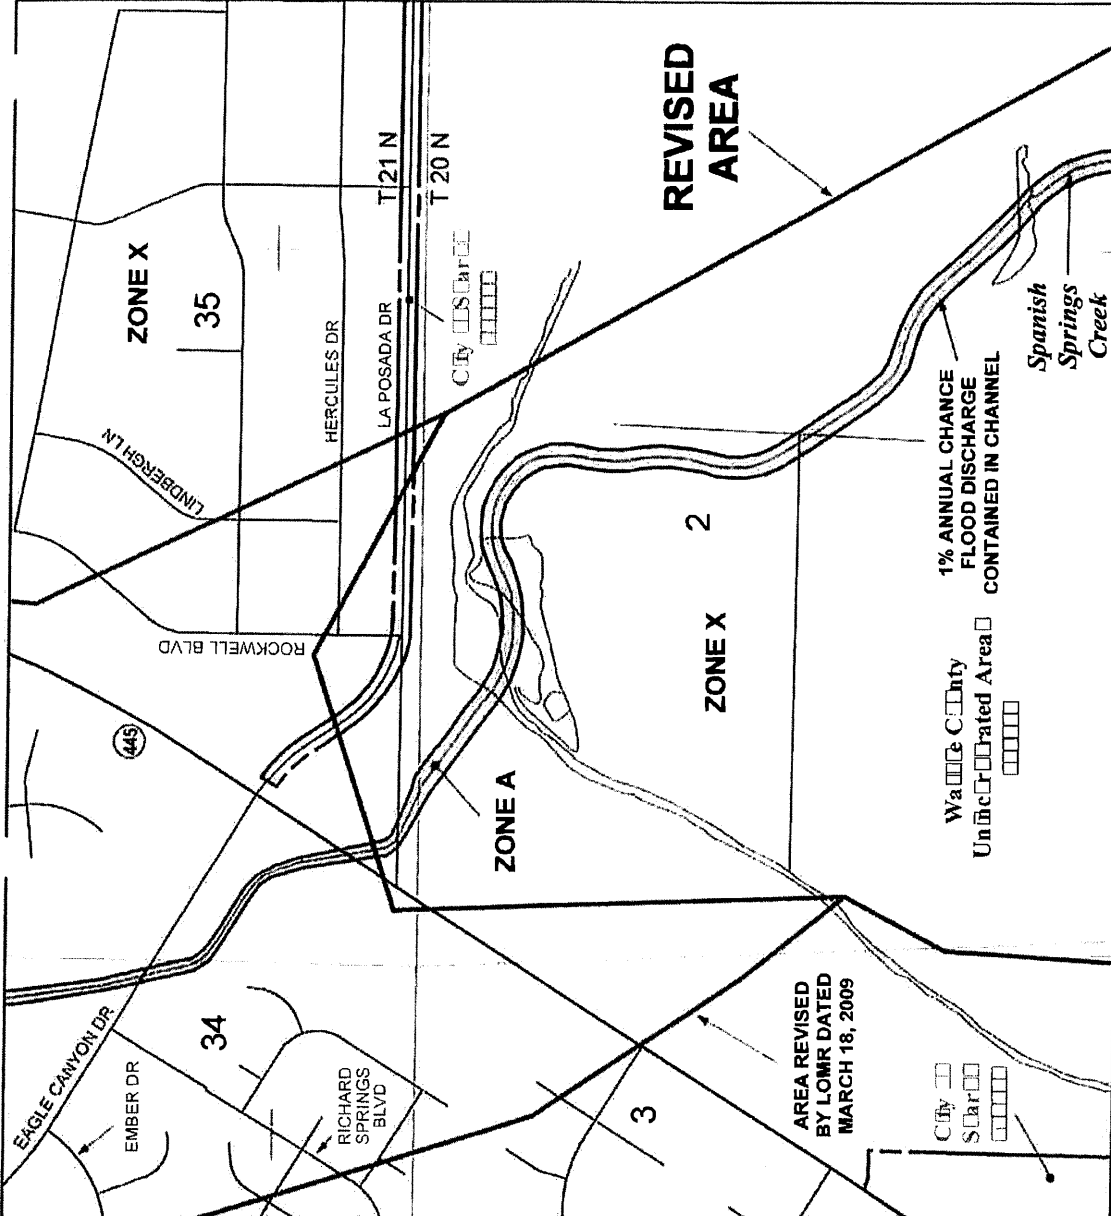 REVISED
AREA
T 21 N
T 20 N
ZONE X
35
HERCULES DR
LA POSADA DR
LINDBERGH LN
ROCKWELL BLVD
445
Spanish
Springs
Creek
1% ANNUAL CHANCE
FLOOD DISCHARGE
CONTAINED IN CHANNEL
2
ZONE X
ZONE A
EAGLE CANYON DR
EMBER DR
34
RICHARD
SPRINGS
BLVD
3
AREA REVISED
BY LOMR DATED
MARCH 18, 2009